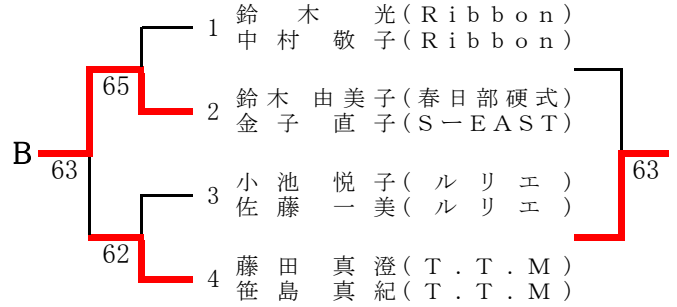 1 鈴木 光(Ribbon)
中村 敬子(Ribbon)
65
2 鈴木 由美子(春日部硬式)
金子 直子(SーEAST)
B
63
63
3 小池 悦子(ルリエ)
佐藤 一美(ルリエ)
62
4 藤田 真澄(T.T.M)
笹島 真紀(T.T.M)